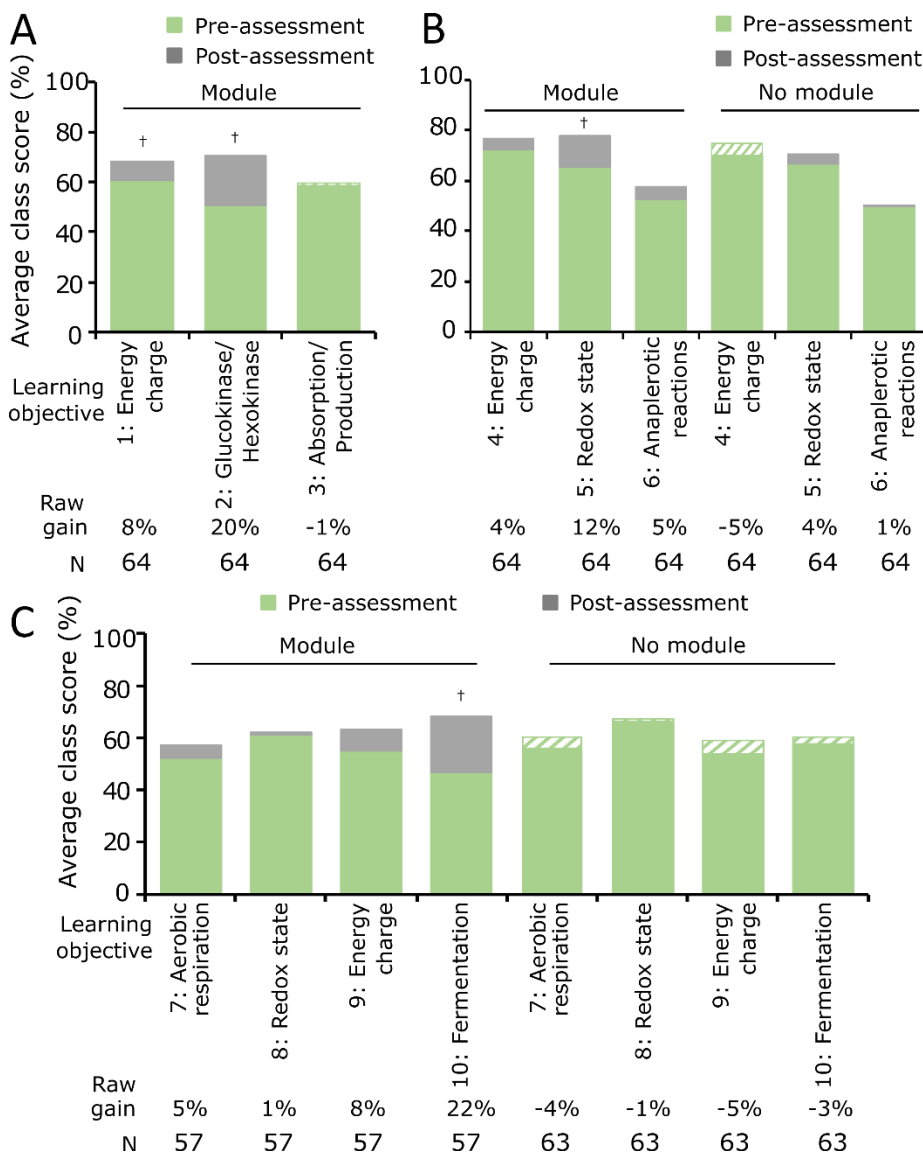 A
Pre-assessment
Post-assessment
Average class score (%)
100
80
60
40
20
0
Module
†
†
Learning
objective
1: Energy
charge
2: Glucokinase/
Hexokinase
3: Absorption/
Production
Raw
gain
8% 20% -1%
N 64 64 64
B
Pre-assessment
Post-assessment
100
80
60
40
20
0
Module No module
†
4: Energy
charge
5: Redox state
6: Anaplerotic
reactions
4: Energy
charge
5: Redox state
6: Anaplerotic
reactions
4% 12% 5% -5% 4% 1%
64 64 64 64 64 64
C
Pre-assessment Post-assessment
Average class score (%)
100
80
60
40
20
0
Module No module
†
Learning
objective
7: Aerobic
respiration
8: Redox state
9: Energy
charge
10: Fermentation
7: Aerobic
respiration
8: Redox state
9: Energy
charge
10: Fermentation
Raw
gain
5% 1% 8% 22% -4% -1% -5% -3%
N 57 57 57 57 63 63 63 63